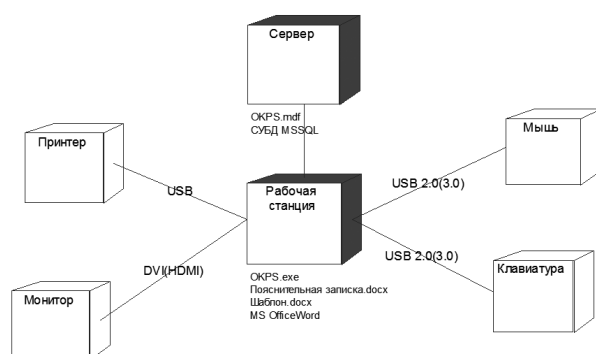 Сервер
OKPS.mdf
СУБД MSSQL
Принтер
Мышь
USB
USB 2.0(3.0)
Рабочая
станция
DVI(HDMI)
USB 2.0(3.0)
Монитор
Клавиатура
OKPS.exe
Пояснительная записка.docx
Шаблон.docx
MS OfficeWord